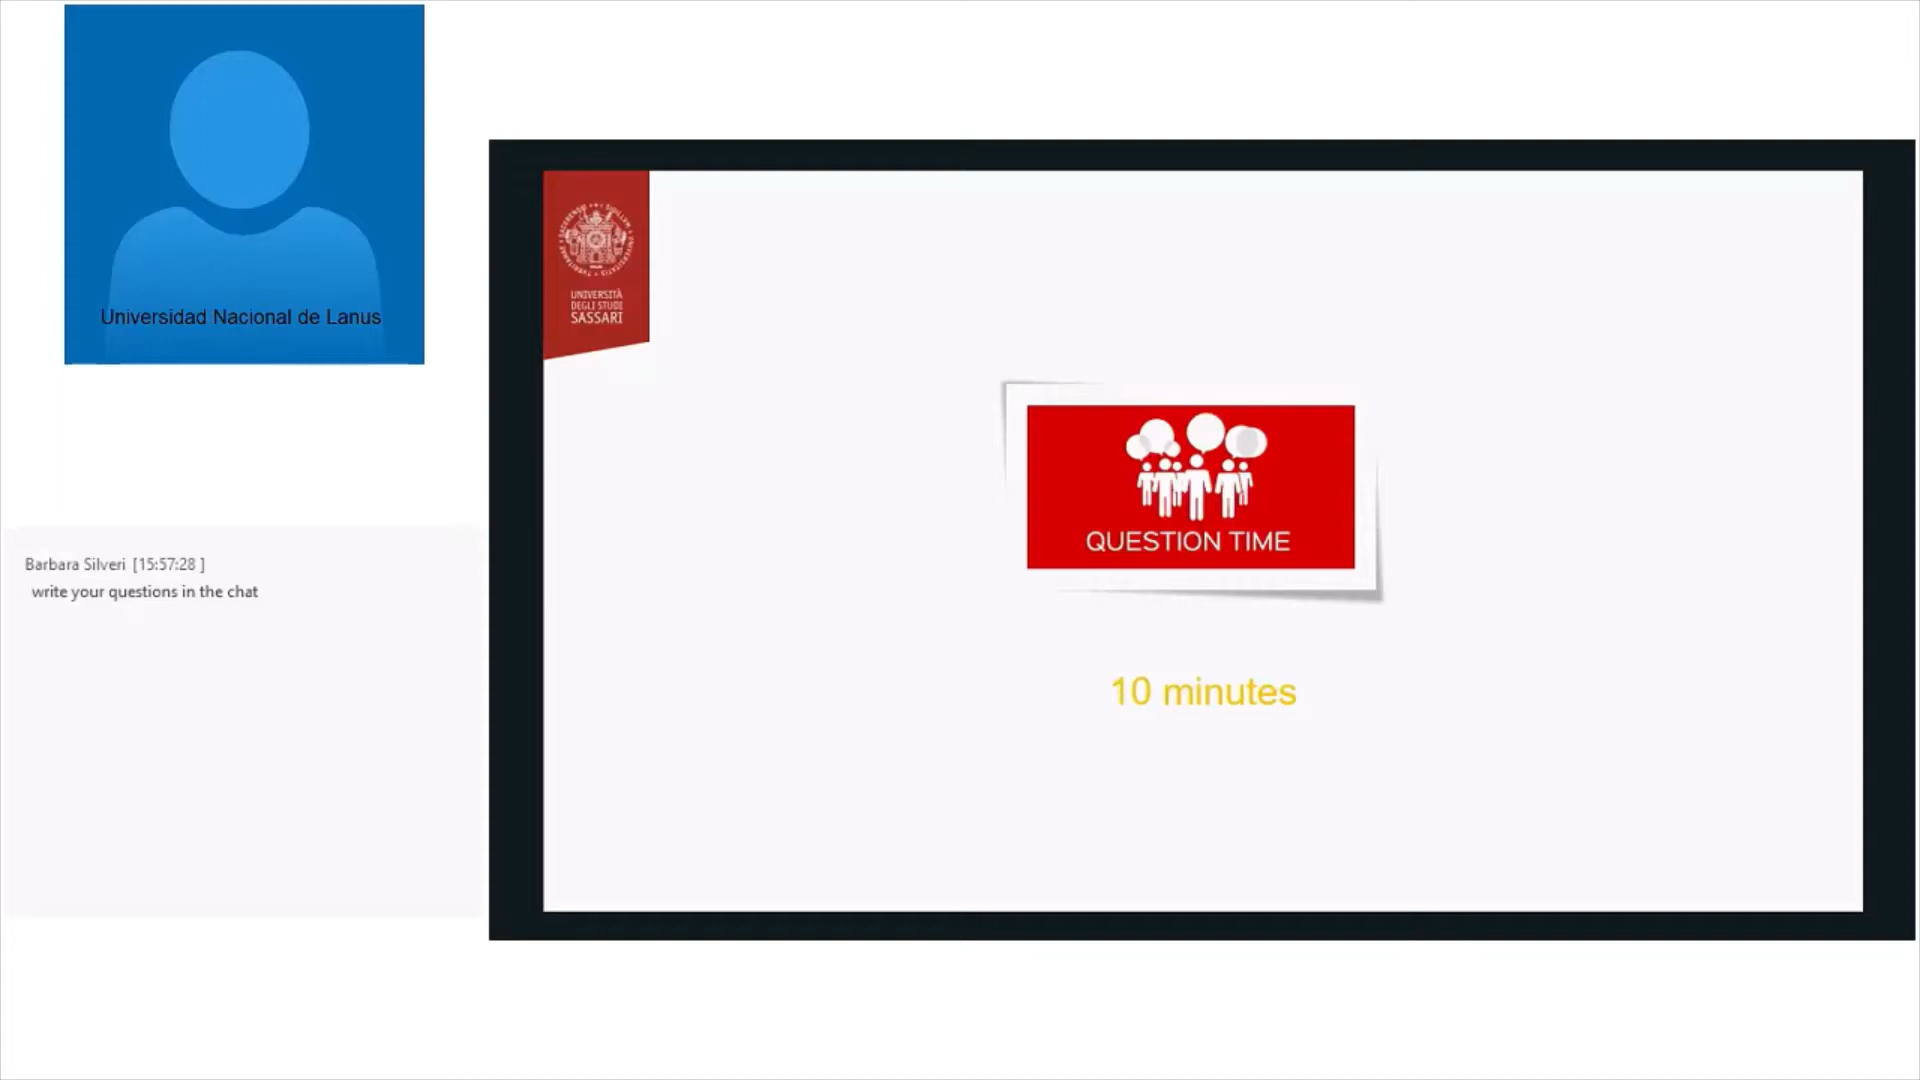 Universidad Nacional de Lanus
Barbara Silveri [15:57:28 ]
write your questions in the chat
UNIVERSITÀ
DEGLI STUDI
SASSARI
QUESTION TIME
10 minutes